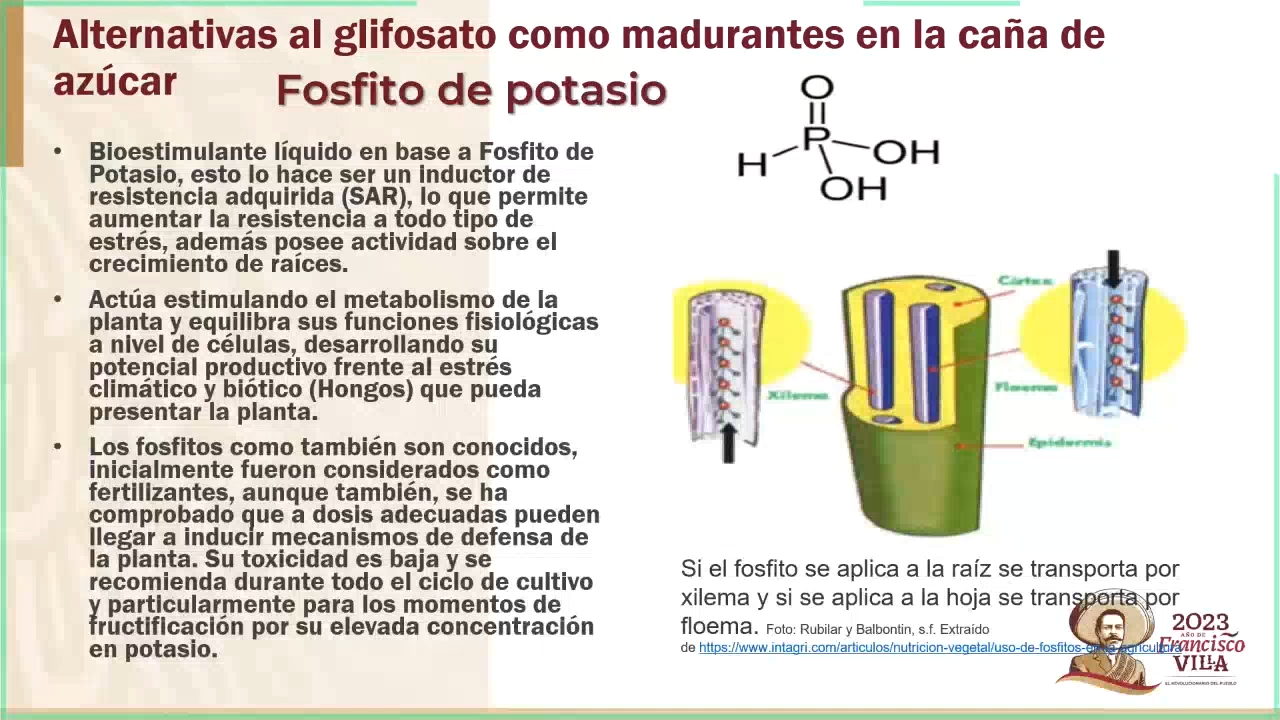 Alternativas al glifosato como madurantes en la caña de
azúcar
Fosfito de potasio
• Bioestimulante líquido en base a Fosfito de
Potasio, esto lo hace ser un inductor de
resistencia adquirida (SAR), lo que permite
aumentar la resistencia a todo tipo de
estrés, además posee actividad sobre el
crecimiento de raíces.
• Actúa estimulando el metabolismo de la
planta y equilibra sus funciones fisiológicas
a nivel de células, desarrollando su
potencial productivo frente al estrés
climático y biótico (Hongos) que pueda
presentar la planta.
• Los fosfitos como también son conocidos,
inicialmente fueron considerados como
fertilizantes, aunque también, se ha
comprobado que a dosis adecuadas pueden
llegar a inducir mecanismos de defensa de
la planta. Su toxicidad es baja y se
recomienda durante todo el ciclo de cultivo
y particularmente para los momentos de
fructificación por su elevada concentración
en potasio.
O
P
H
OH
OH
Córtex
Xilema
Floema
Epidermis
Si el fosfito se aplica a la raíz se transporta por
xilema y si se aplica a la hoja se transporta por
floema. Foto: Rubilar y Balbontin, s.f. Extraído
de https://www.intagri.com/articulos/nutricion-vegetal/uso-de-fosfitos-en-la-agricultura
2023
AÑO DE
Francisco
VILLA
EL REVOLUCIONARIO DEL PUEBLO